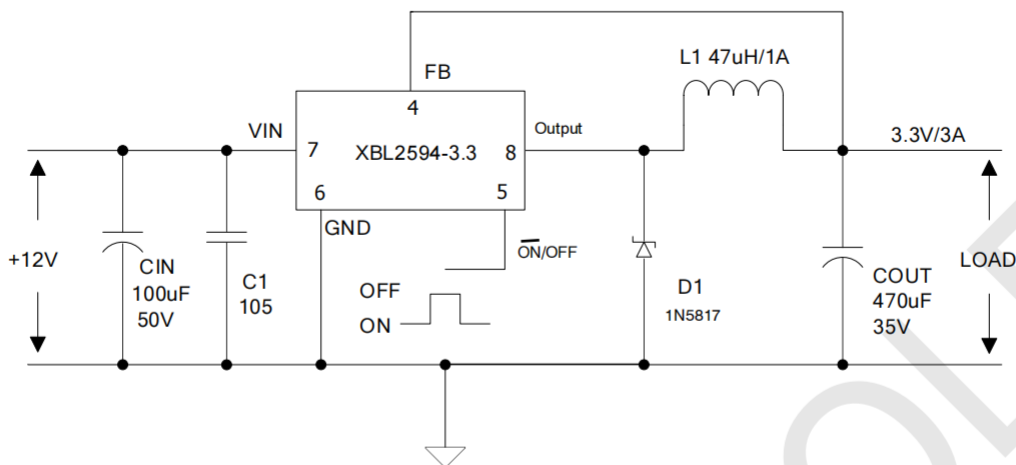 L1 47uH/1A
FB
4
VIN
Output
3.3V/3A
7
XBL2594-3.3
8
6
5
GND
ON/OFF
+12V
CIN
100uF
50V
C1
105
OFF
ON
D1
1N5817
COUT
470uF
35V
LOAD